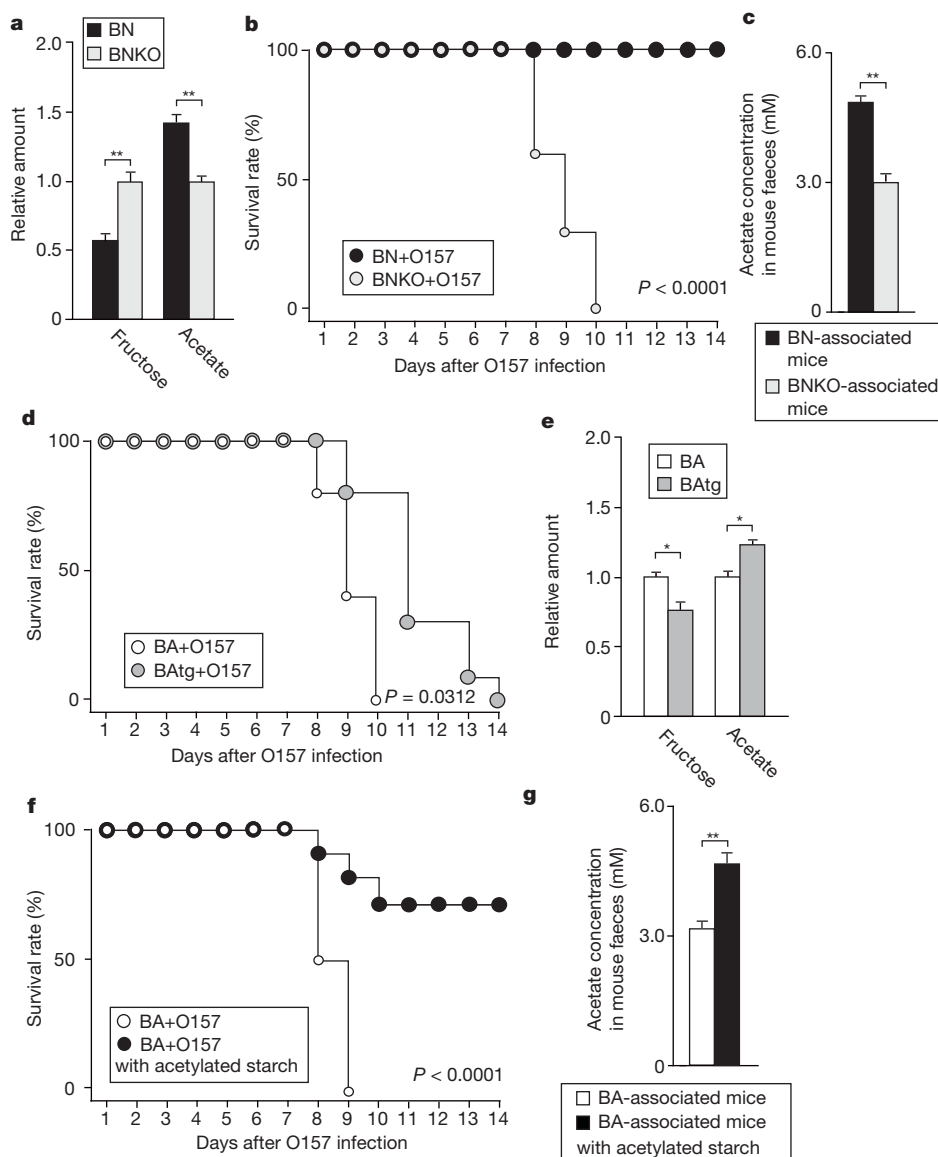 a
BN
BNKO
2.0
1.5
1.0
0.5
0
Relative amount
**
**
Fructose
Acetate
b
100
50
0
Survival rate (%)
BN+O157
BNKO+O157
P < 0.0001
1 2 3 4 5 6 7 8 9 10 11 12 13 14
Days after O157 infection
c
6.0
3.0
0
Acetate concentration
in mouse faeces (mM)
**
BN-associated
mice
BNKO-associated
mice
d
100
50
0
Survival rate (%)
BA+O157
BAtg+O157
P = 0.0312
1 2 3 4 5 6 7 8 9 10 11 12 13 14
Days after O157 infection
e
2.0
1.5
1.0
0.5
0
Relative amount
BA
BAtg
*
*
Fructose
Acetate
f
100
50
0
Survival rate (%)
BA+O157
BA+O157
with acetylated starch
P < 0.0001
1 2 3 4 5 6 7 8 9 10 11 12 13 14
Days after O157 infection
g
6.0
3.0
0
Acetate concentration
in mouse faeces (mM)
**
BA-associated mice
BA-associated mice
with acetylated starch